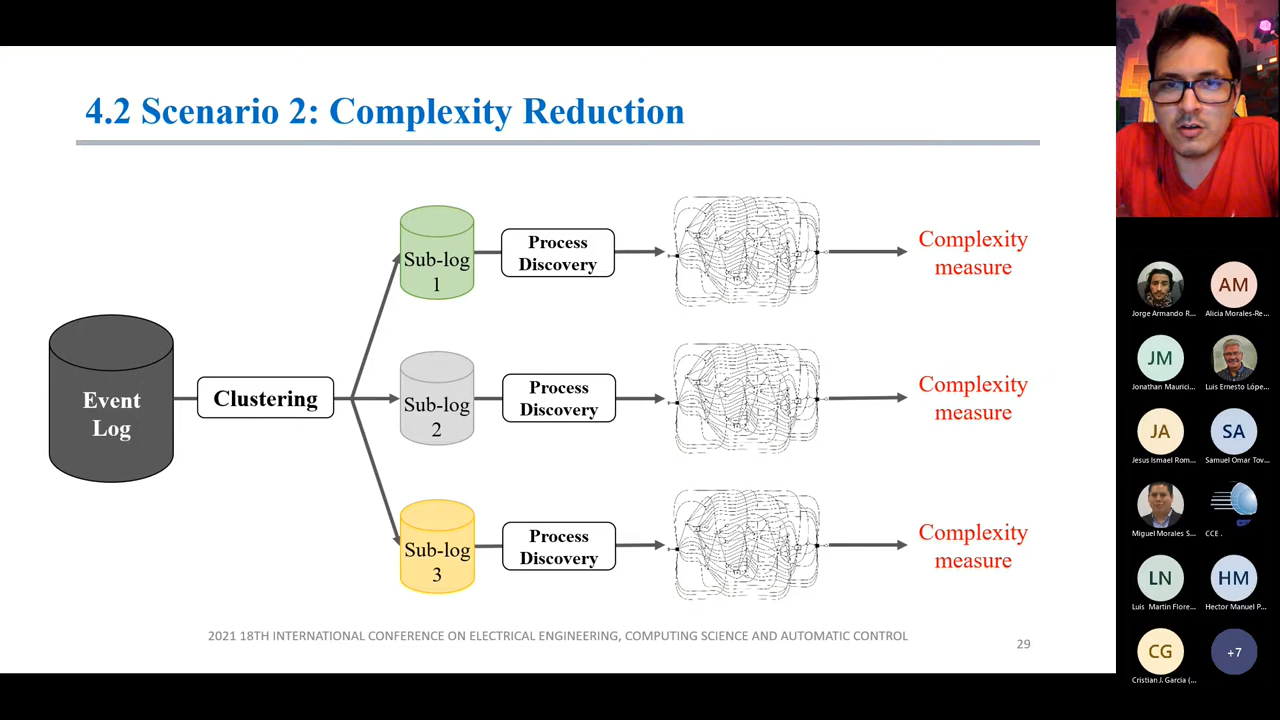 4.2 Scenario 2: Complexity Reduction
Event
Log
Clustering
Sub-log
1
Process
Discovery
Complexity
measure
Sub-log
2
Process
Discovery
Complexity
measure
Sub-log
3
Process
Discovery
Complexity
measure
2021 18TH INTERNATIONAL CONFERENCE ON ELECTRICAL ENGINEERING, COMPUTING SCIENCE AND AUTOMATIC CONTROL
29
Jorge Armando R...
AM
Alicia Morales-Re...
JM
Jonathan Maurici...
Luis Ernesto Lópe...
JA
Jesus Ismael Rom...
SA
Samuel Omar Tov...
Miguel Morales S...
CCE .
LN
Luis Martin Flore...
HM
Hector Manuel P...
CG
Cristian J. Garcia (...
+7